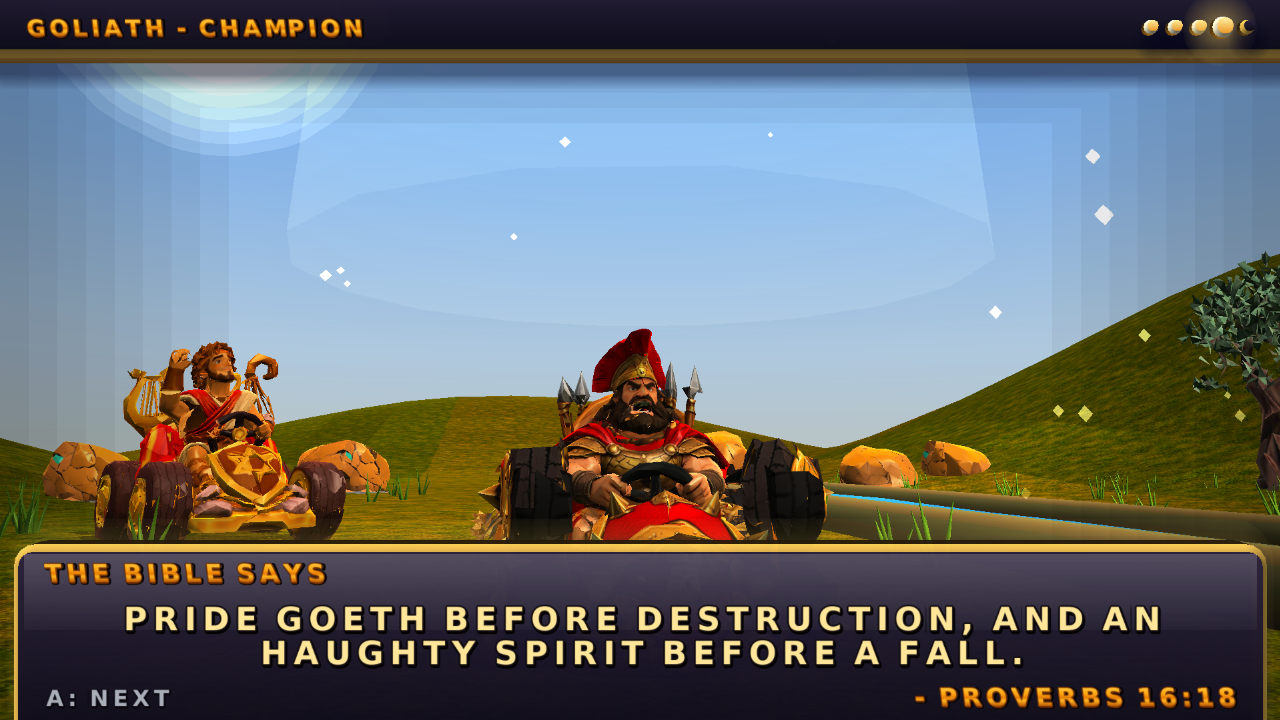 GOLIATH - CHAMPION
THE BIBLE SAYS
PRIDE GOETH BEFORE DESTRUCTION, AND AN
HAUGHTY SPIRIT BEFORE A FALL.
A: NEXT
- PROVERBS 16:18